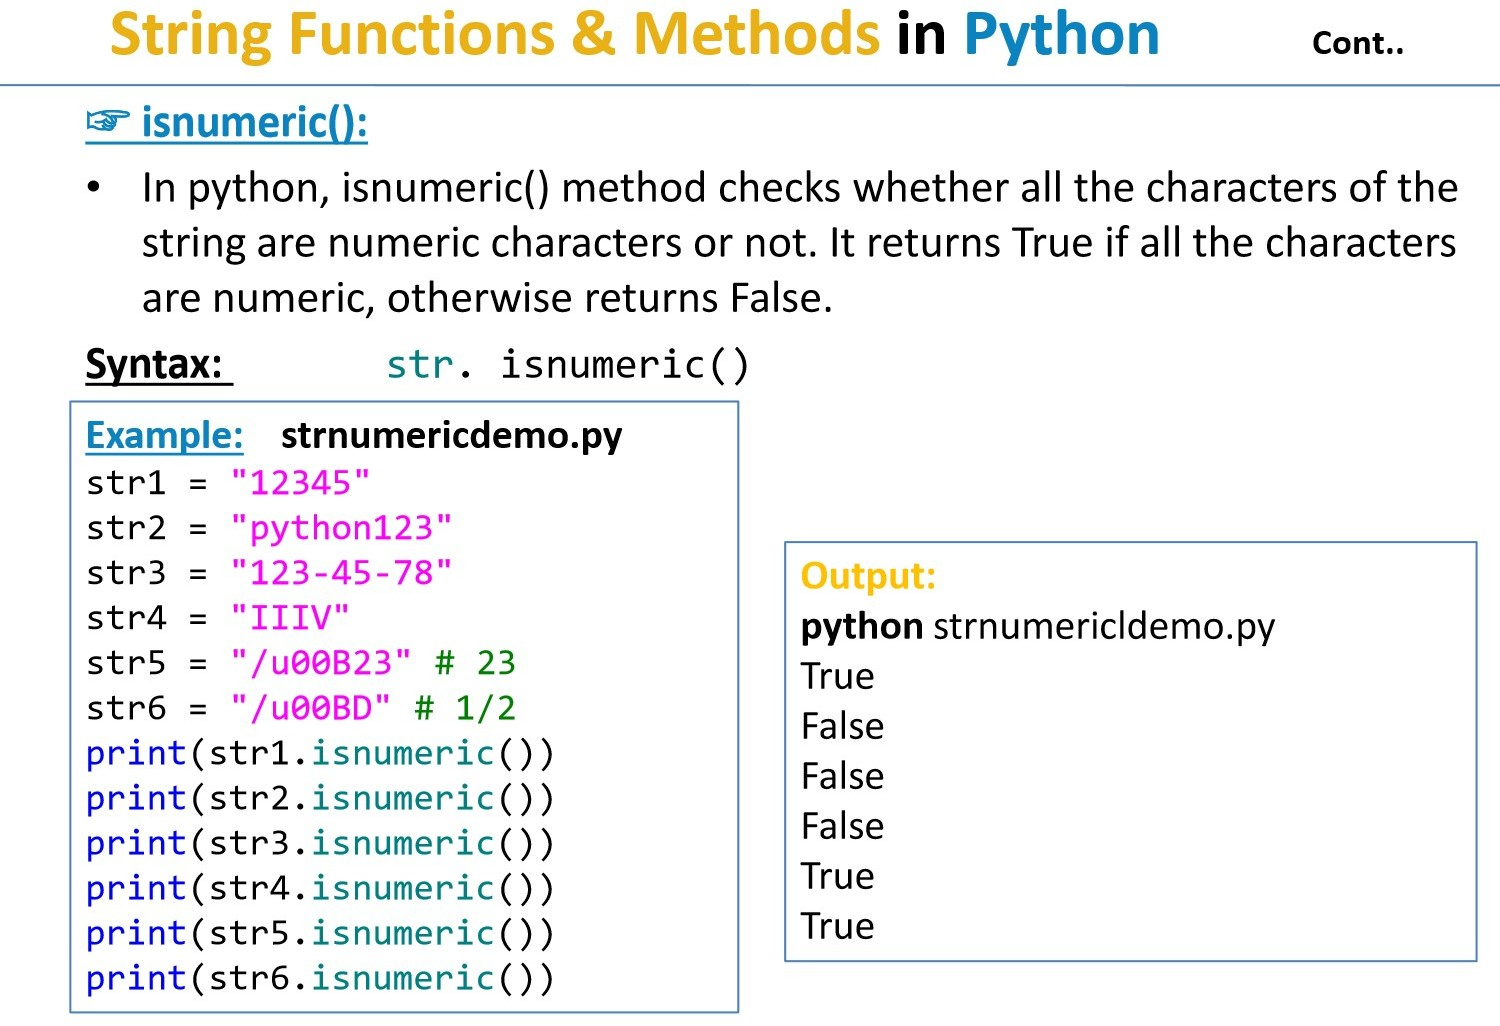 String Functions & Methods in Python Cont..
☞ isnumeric():
• In python, isnumeric() method checks whether all the characters of the
string are numeric characters or not. It returns True if all the characters
are numeric, otherwise returns False.
Syntax: str. isnumeric()
Example: strnumericdemo.py
str1 = "12345"
str2 = "python123"
str3 = "123-45-78"
str4 = "IIIV"
str5 = "/u00B23" # 23
str6 = "/u00BD" # 1/2
print(str1.isnumeric())
print(str2.isnumeric())
print(str3.isnumeric())
print(str4.isnumeric())
print(str5.isnumeric())
print(str6.isnumeric())
Output:
python strnumericldemo.py
True
False
False
False
True
True